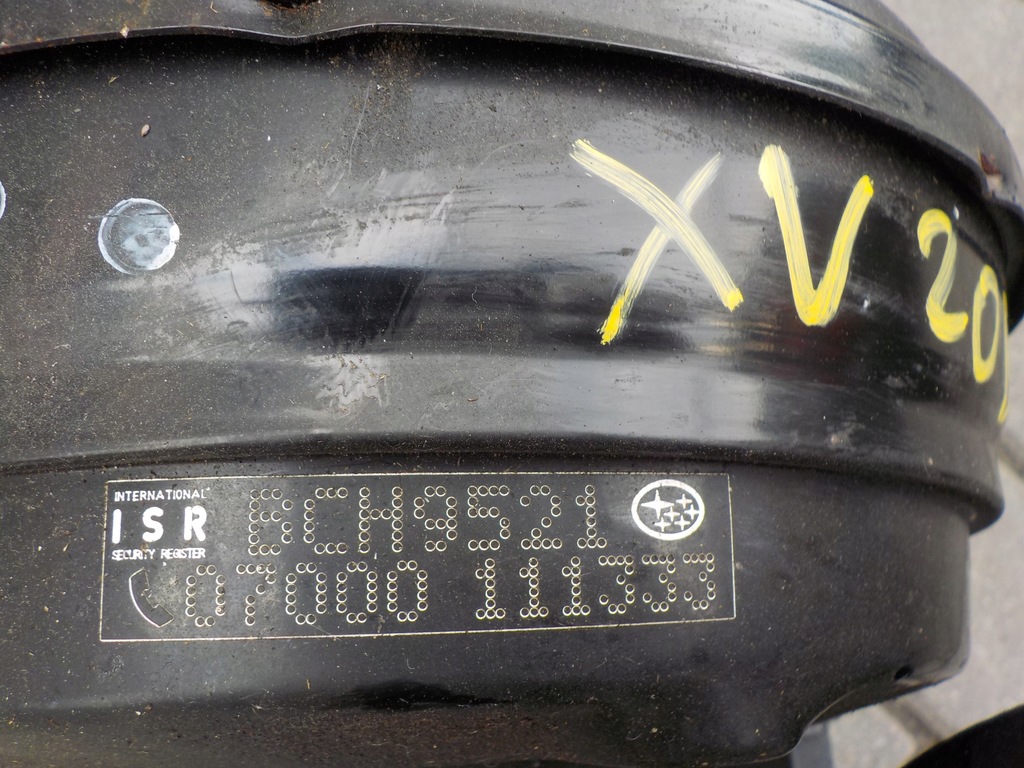 XV 20
INTERNATIONAL
ISR
SECURITY REGISTER
BCH9521
07000 111333